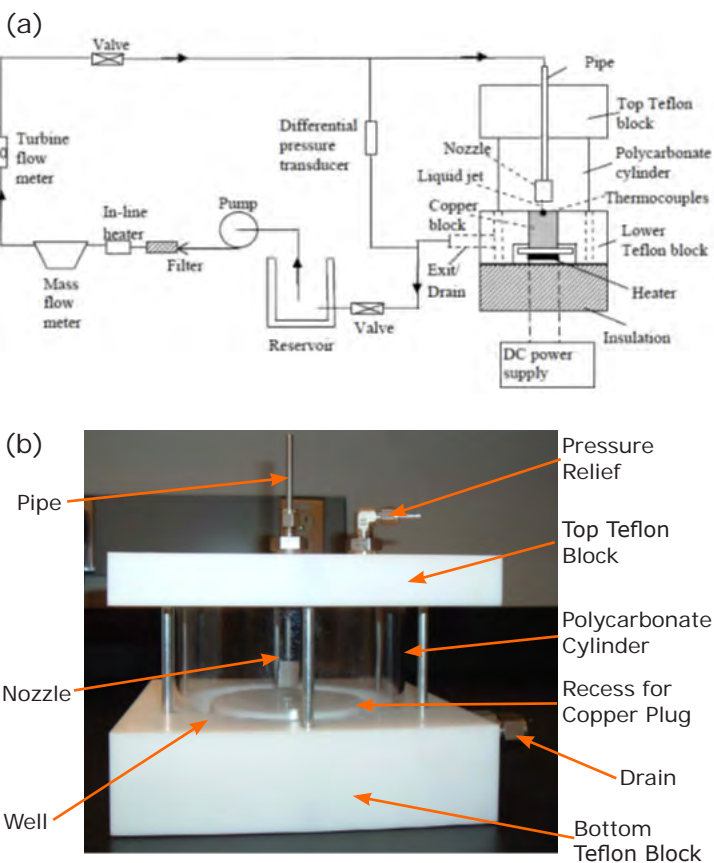 (a)
Valve
Pipe
Top Teflon
block
Turbine
flow
meter
Differential
pressure
transducer
Nozzle
Polycarbonate
cylinder
Liquid jet
Thermocouples
In-line
heater
Pump
Copper
block
Lower
Teflon block
Filter
Exit/
Drain
Mass
flow
meter
Heater
Reservoir
Valve
Insulation
DC power
supply
(b)
Pressure
Relief
Pipe
Top Teflon
Block
Polycarbonate
Cylinder
Nozzle
Recess for
Copper Plug
Drain
Well
Bottom
Teflon Block